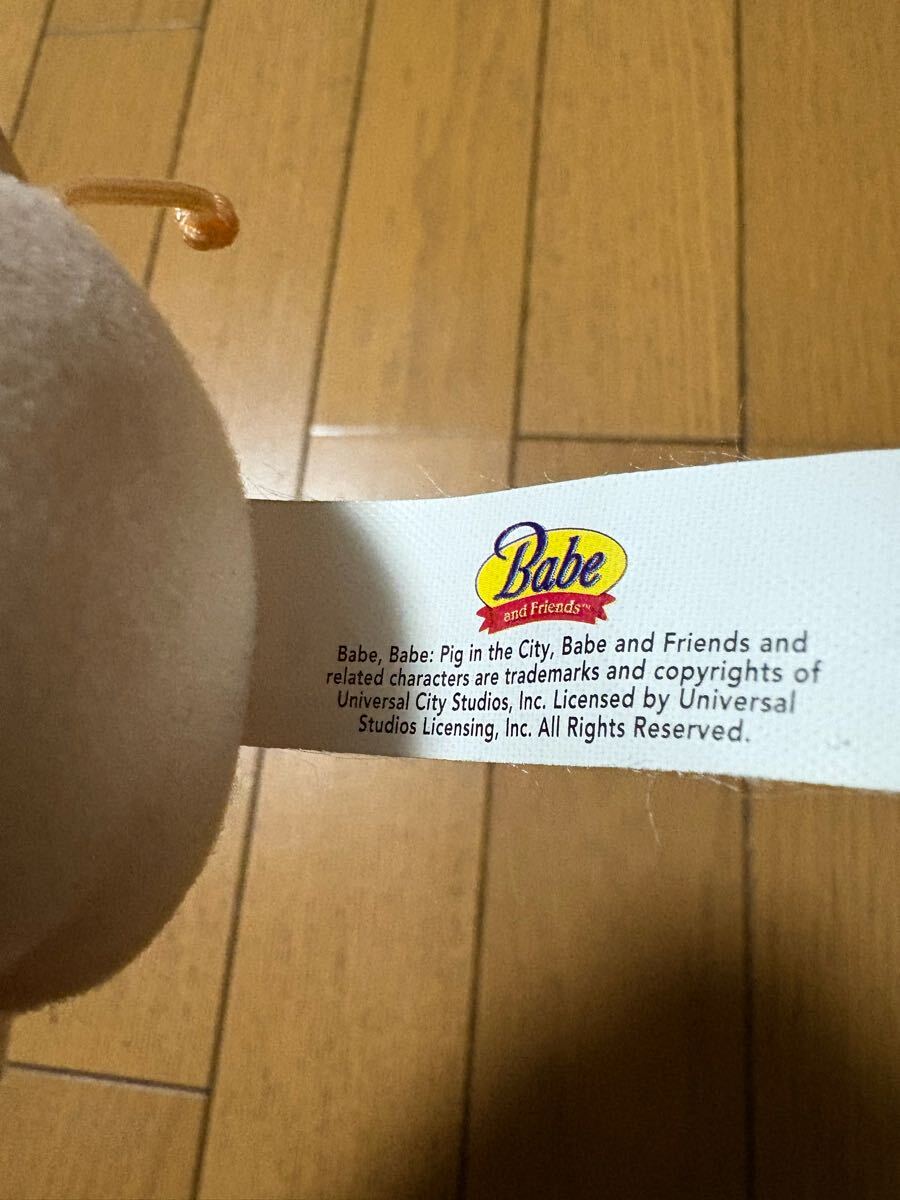 Babe
and Friends™
Babe, Babe: Pig in the City, Babe and Friends and
related characters are trademarks and copyrights of
Universal City Studios, Inc. Licensed by Universal
Studios Licensing, Inc. All Rights Reserved.